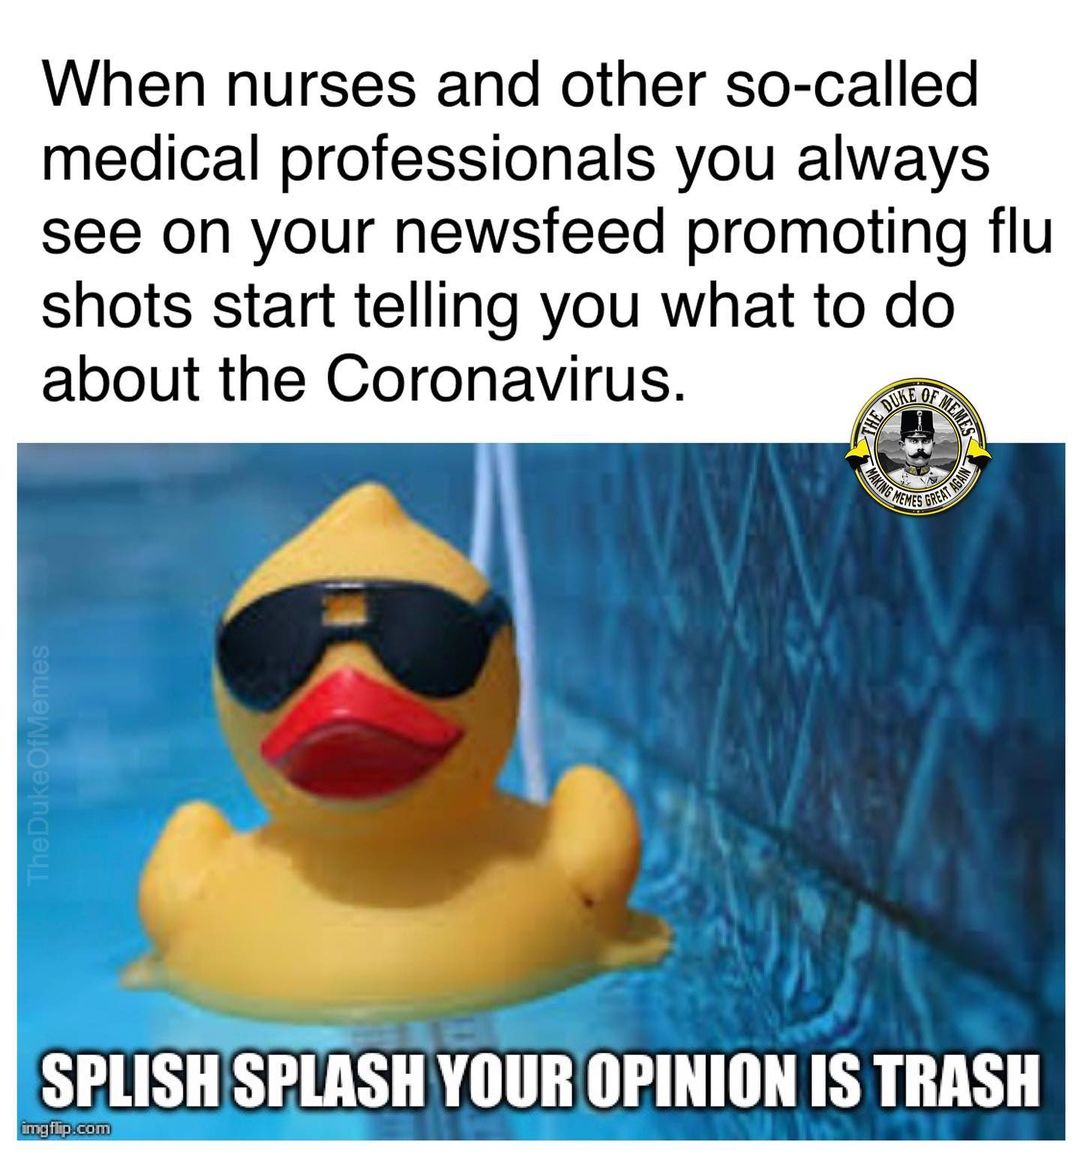 When nurses and other so-called
medical professionals you always
see on your newsfeed promoting flu
shots start telling you what to do
about the Coronavirus.
THE DUKE OF MEMES
MAKING MEMES GREAT AGAIN
TheDukeOfMemes
SPLISH SPLASH YOUR OPINION IS TRASH
imgflip.com